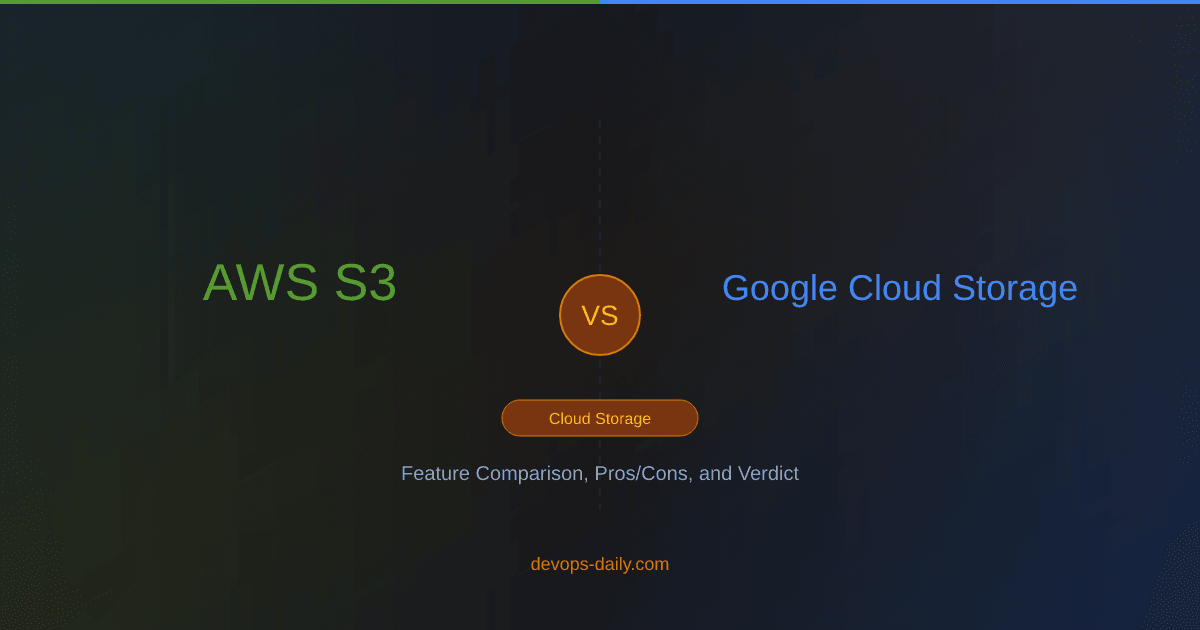 AWS S3
VS
Google Cloud Storage
Cloud Storage
Feature Comparison, Pros/Cons, and Verdict
devops-daily.com